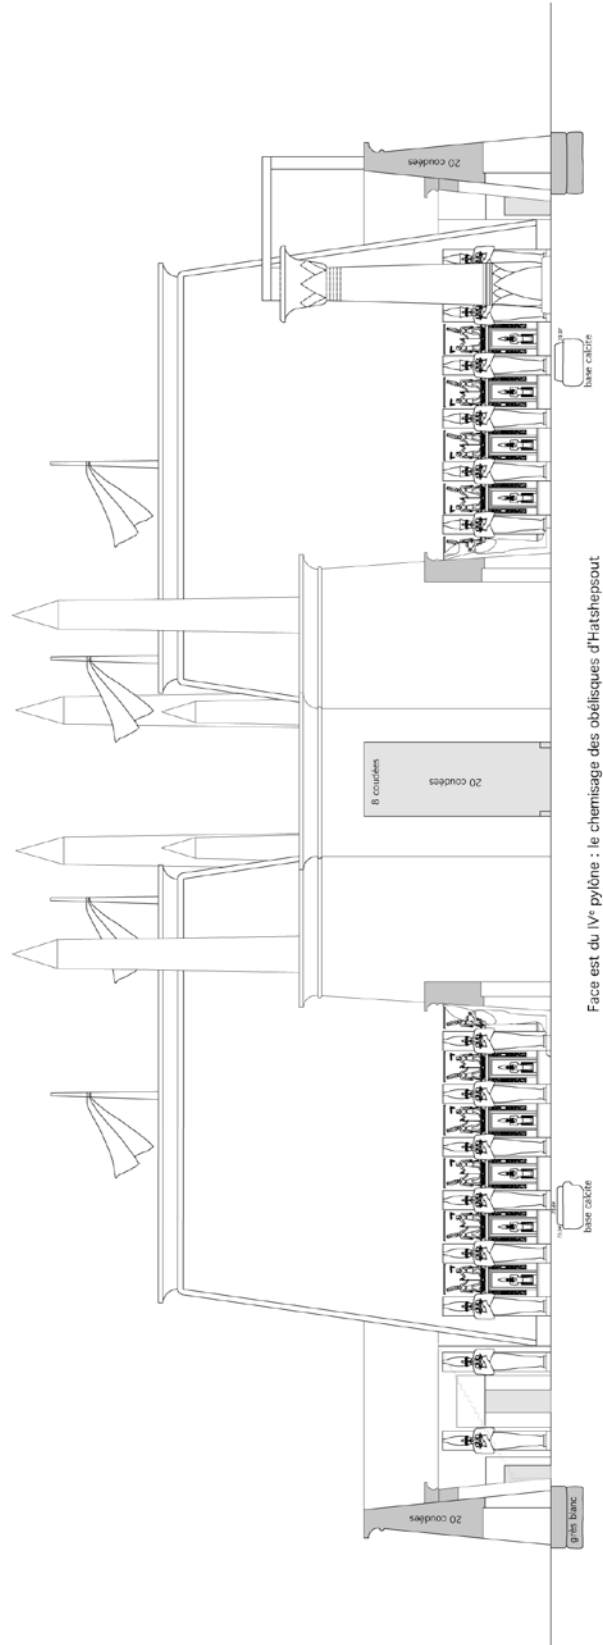 20 coudées
base calcite
8 coudées
20 coudées
base calcite
20 coudées
grès blanc
Face est du IVᵉ pylône : le chemisage des obélisques d'Hatshepsout